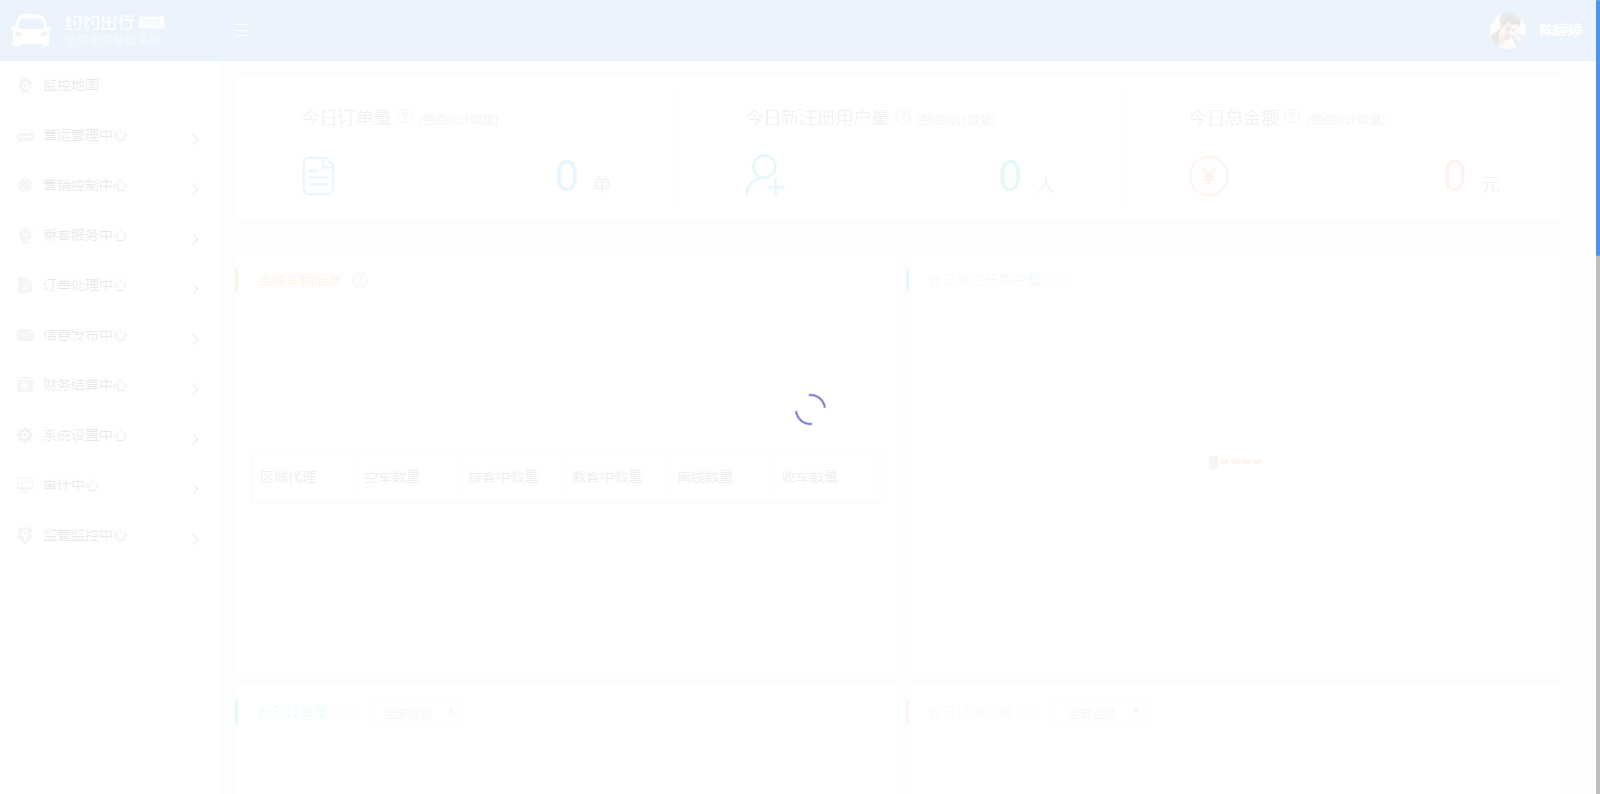 约约出行 V2.0
信息服务管理系统
陈婷婷
监控地图
营运管理中心
营销控制中心
乘客服务中心
订单处理中心
信息发布中心
财务结算中心
系统设置中心
审计中心
监管监控中心
今日订单量 ? (整点统计数量)
0 单
今日新注册用户量 ? (整点统计数量)
0 人
今日总金额 ? (整点统计数量)
0 元
当前车辆信息 ?
区域代理 空车数量 接客中数量 载客中数量 离线数量 收车数量
昨日新注册用户量 ?
昨日订单量 ? 全部业务
昨日订单金额 ? 全部业务